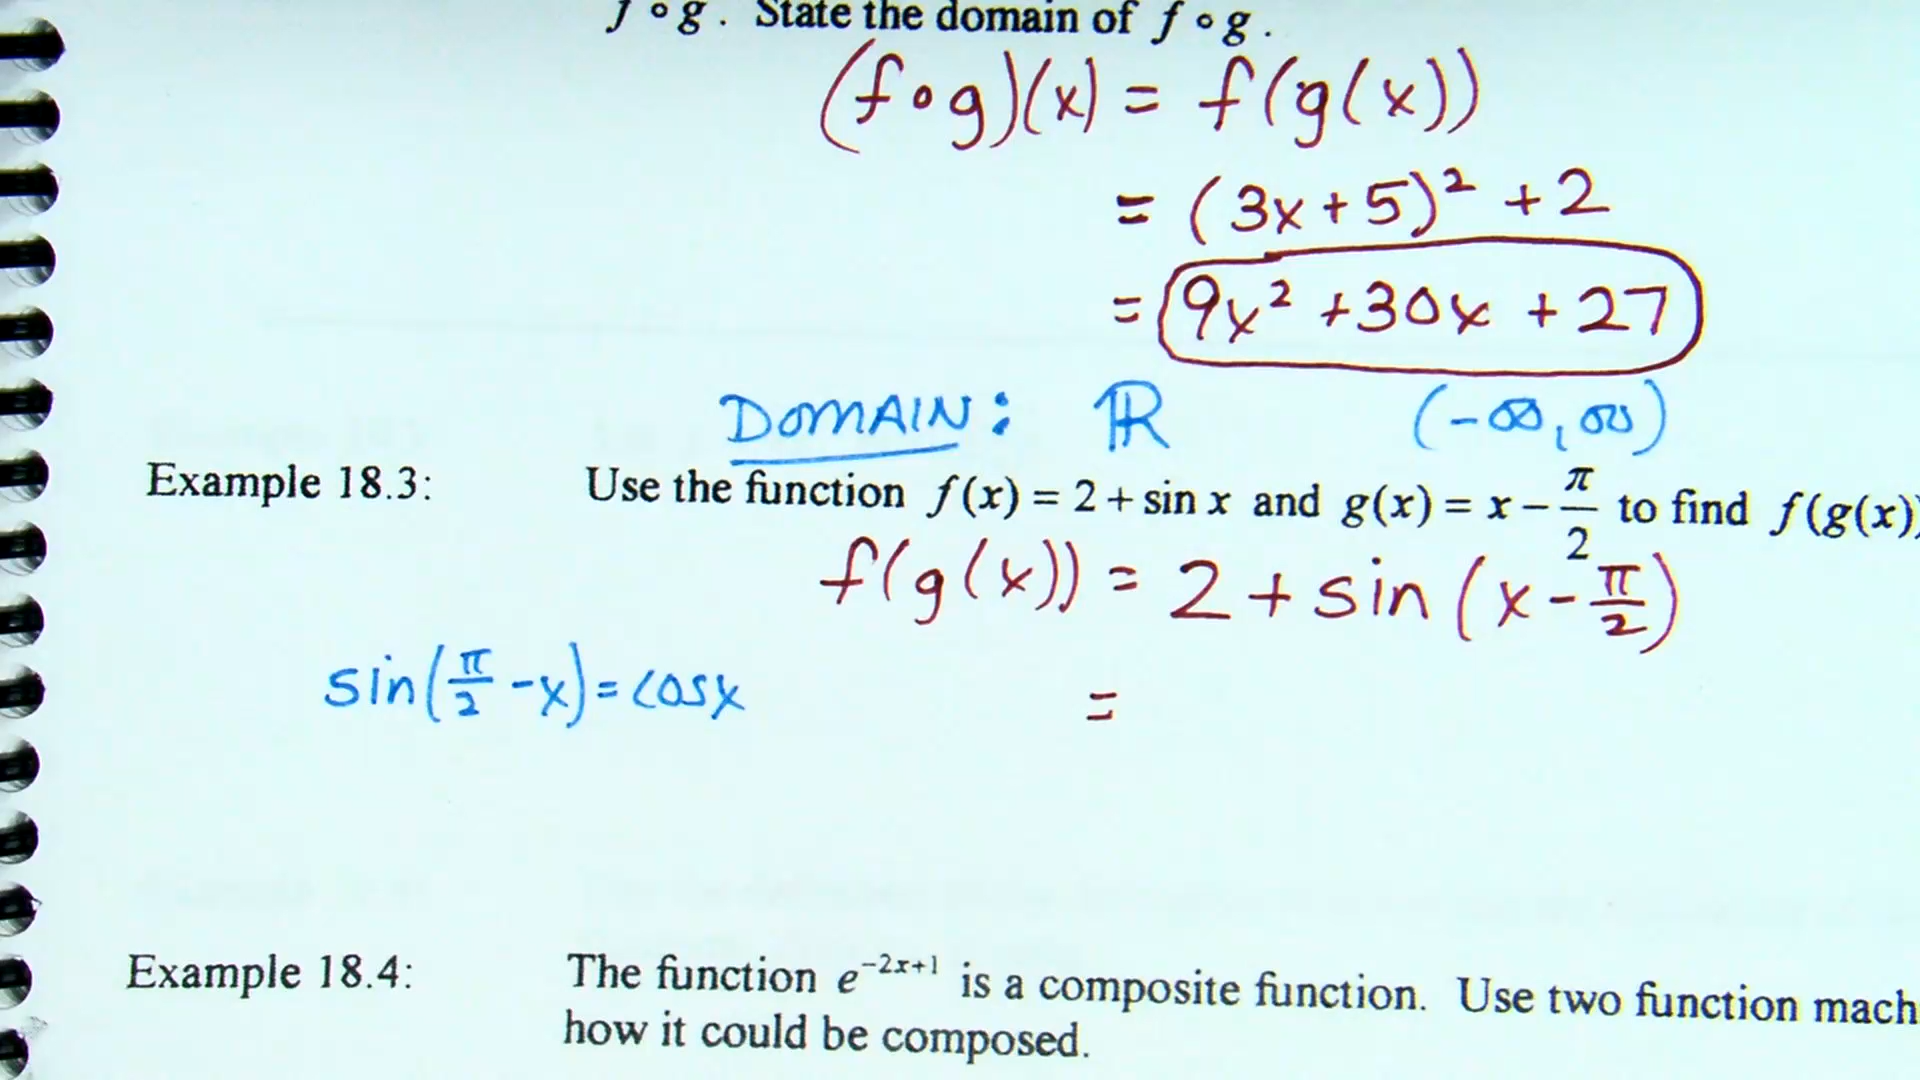 f ∘ g. State the domain of f ∘ g.
(f∘g)(x) = f(g(x))
= (3x+5)² + 2
= 9x² + 30x + 27
DOMAIN: ℝ (-∞, ∞)
Example 18.3: Use the function f(x) = 2 + sin x and g(x) = x − π/2 to find f(g(x))
f(g(x)) = 2 + sin(x - π/2)
sin(π/2 - x) = cosx =
Example 18.4: The function e^(−2x+1) is a composite function. Use two function mach
how it could be composed.